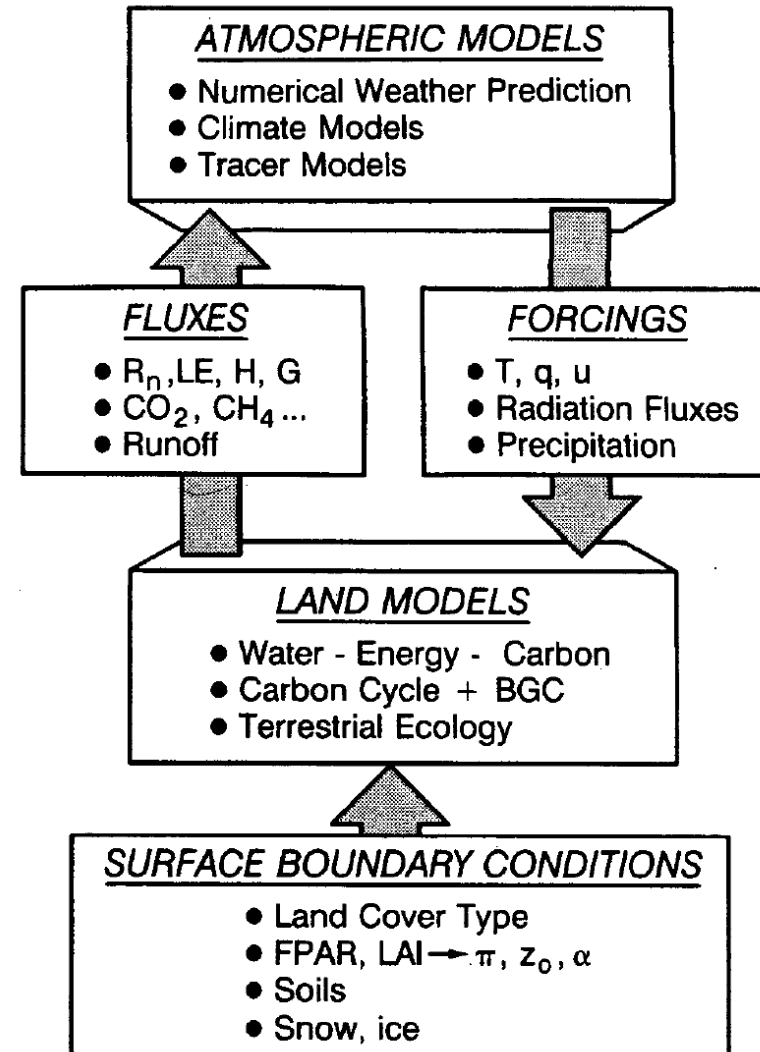 ATMOSPHERIC MODELS
● Numerical Weather Prediction
● Climate Models
● Tracer Models
FLUXES
● Rₙ,LE, H, G
● CO₂, CH₄ ...
● Runoff
FORCINGS
● T, q, u
● Radiation Fluxes
● Precipitation
LAND MODELS
● Water - Energy - Carbon
● Carbon Cycle + BGC
● Terrestrial Ecology
SURFACE BOUNDARY CONDITIONS
● Land Cover Type
● FPAR, LAI → π, z₀, α
● Soils
● Snow, ice